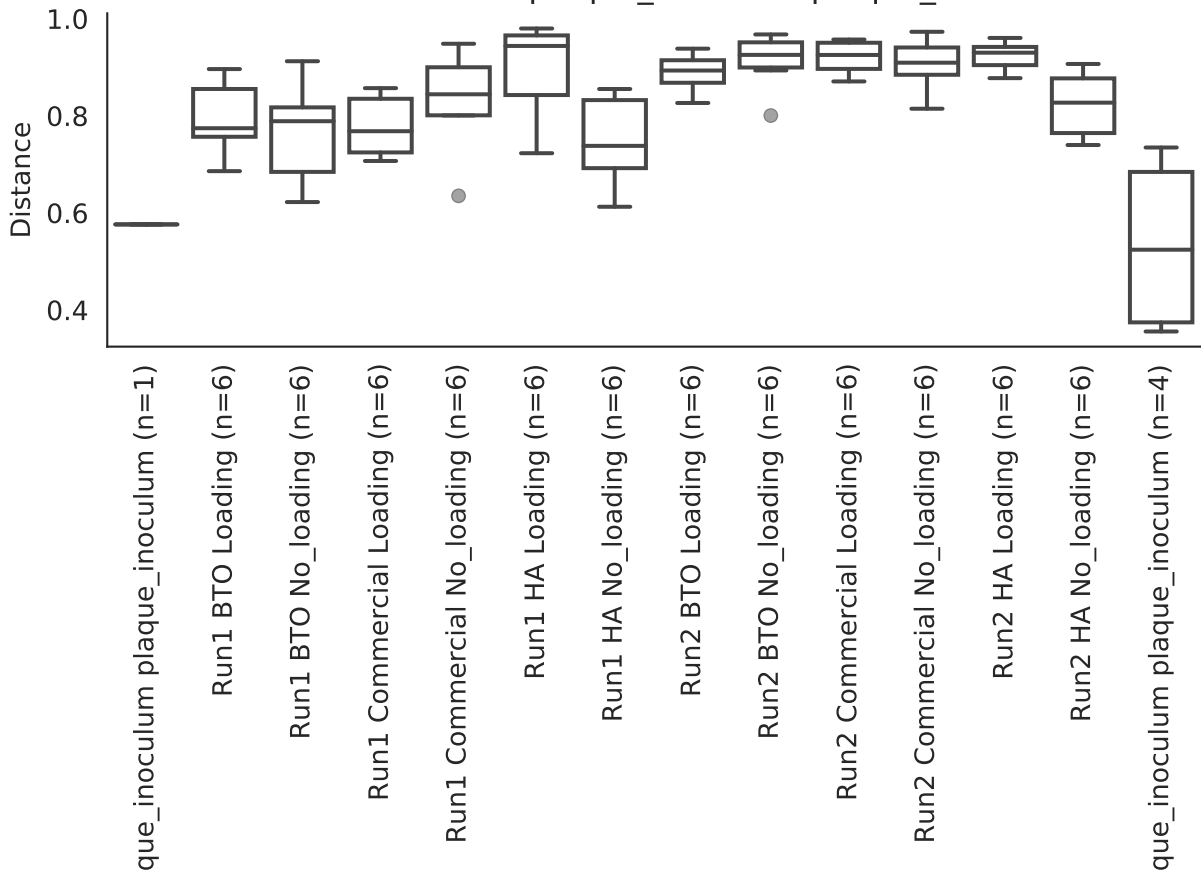 1.0
0.8
0.6
0.4
Distance
que_inoculum plaque_inoculum (n=1)
Run1 BTO Loading (n=6)
Run1 BTO No_loading (n=6)
Run1 Commercial Loading (n=6)
Run1 Commercial No_loading (n=6)
Run1 HA Loading (n=6)
Run1 HA No_loading (n=6)
Run2 BTO Loading (n=6)
Run2 BTO No_loading (n=6)
Run2 Commercial Loading (n=6)
Run2 Commercial No_loading (n=6)
Run2 HA Loading (n=6)
Run2 HA No_loading (n=6)
que_inoculum plaque_inoculum (n=4)